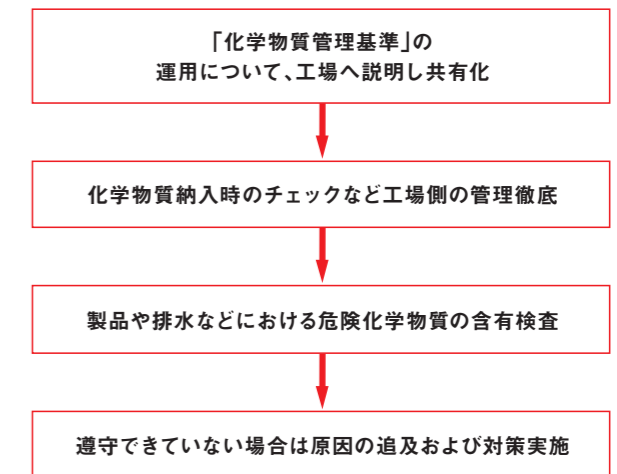 「化学物質管理基準」の
運用について、工場へ説明し共有化
化学物質納入時のチェックなど工場側の管理徹底
製品や排水などにおける危険化学物質の含有検査
遵守できていない場合は原因の追及および対策実施